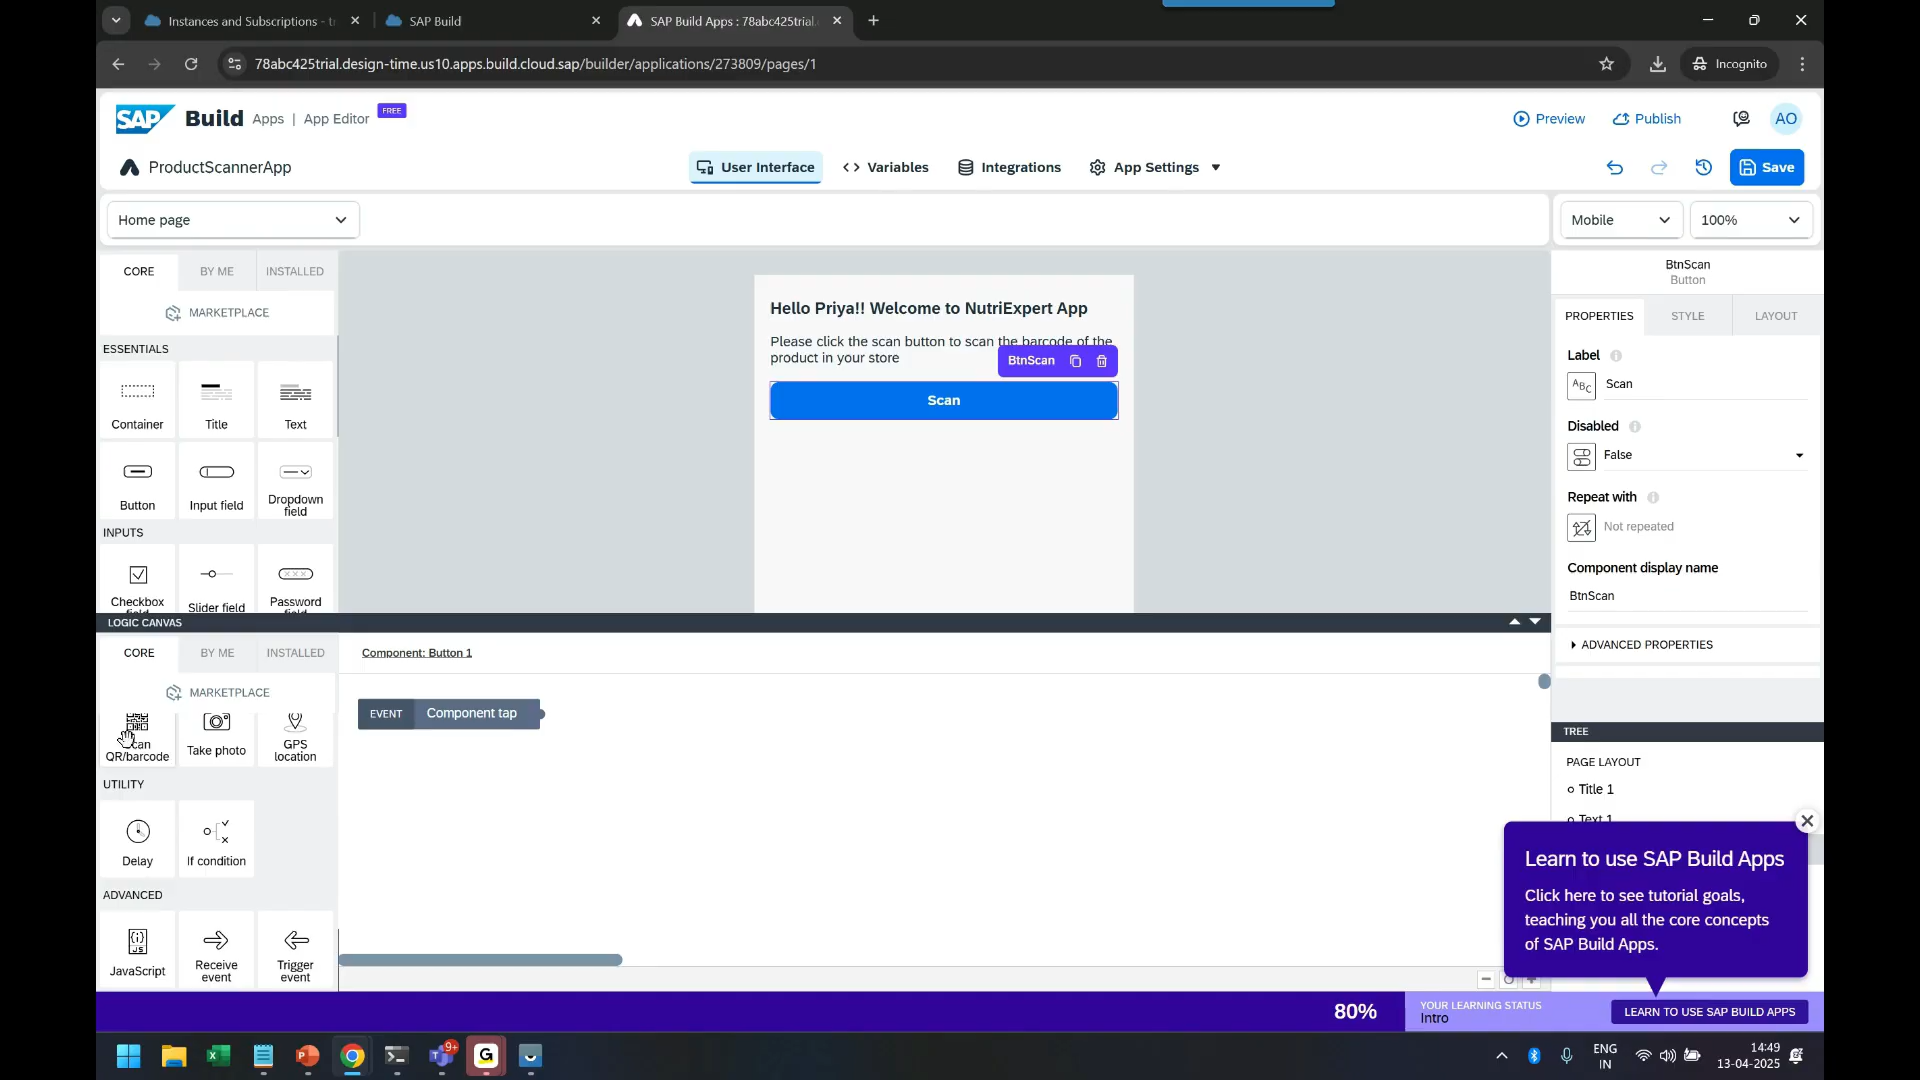 Instances and Subscriptions - tr
SAP Build
SAP Build Apps : 78abc425trial.
78abc425trial.design-time.us10.apps.build.cloud.sap/builder/applications/273809/pages/1
Incognito
SAP Build Apps | App Editor FREE
Preview
Publish
AO
ProductScannerApp
User Interface
Variables
Integrations
App Settings
Save
Home page
Mobile
100%
CORE
BY ME
INSTALLED
MARKETPLACE
ESSENTIALS
Container
Title
Text
Button
Input field
Dropdown
field
INPUTS
Checkbox
field
Slider field
Password
field
Hello Priya!! Welcome to NutriExpert App
Please click the scan button to scan the barcode of the
product in your store
BtnScan
Scan
BtnScan
Button
PROPERTIES
STYLE
LAYOUT
Label
ABC
Scan
Disabled
False
Repeat with
Not repeated
Component display name
BtnScan
ADVANCED PROPERTIES
LOGIC CANVAS
CORE
BY ME
INSTALLED
MARKETPLACE
Component: Button 1
EVENT
Component tap
Scan
QR/barcode
Take photo
GPS
location
UTILITY
Delay
If condition
ADVANCED
JS
JavaScript
Receive
event
Trigger
event
TREE
PAGE LAYOUT
Title 1
Text 1
Learn to use SAP Build Apps
Click here to see tutorial goals,
teaching you all the core concepts
of SAP Build Apps.
80%
YOUR LEARNING STATUS
Intro
LEARN TO USE SAP BUILD APPS
9+
ENG
IN
14:49
13-04-2025